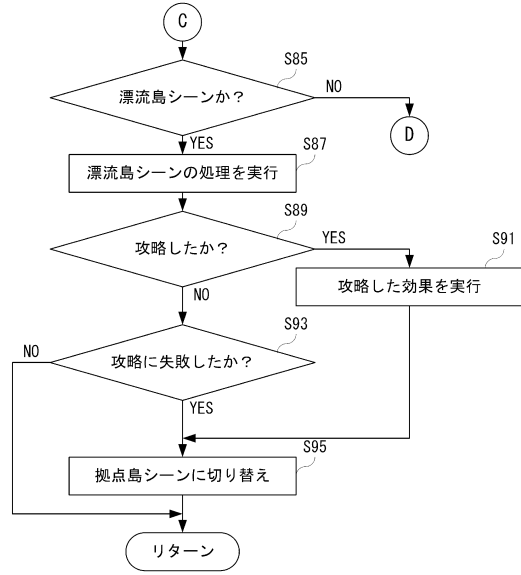 C
S85
漂流島シーンか？
NO
D
YES
S87
漂流島シーンの処理を実行
S89
攻略したか？
YES
S91
攻略した効果を実行
NO
S93
NO
攻略に失敗したか？
YES
S95
拠点島シーンに切り替え
リターン